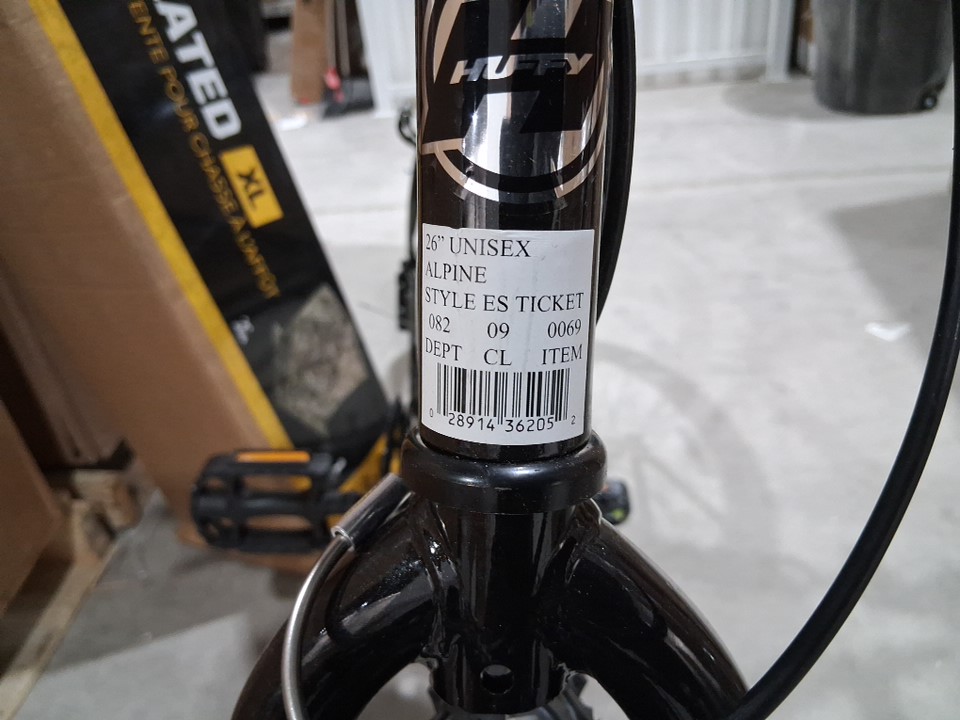 HUFFY
26” UNISEX
ALPINE
STYLE ES TICKET
082 09 0069
DEPT CL ITEM
0 28914 36205 2
ATED
XL
ENTE POUR CHASSE À L'AFFÛT